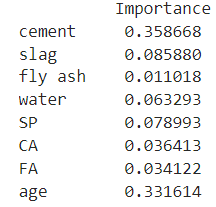 Importance
cement 0.358668
slag 0.085880
fly ash 0.011018
water 0.063293
SP 0.078993
CA 0.036413
FA 0.034122
age 0.331614